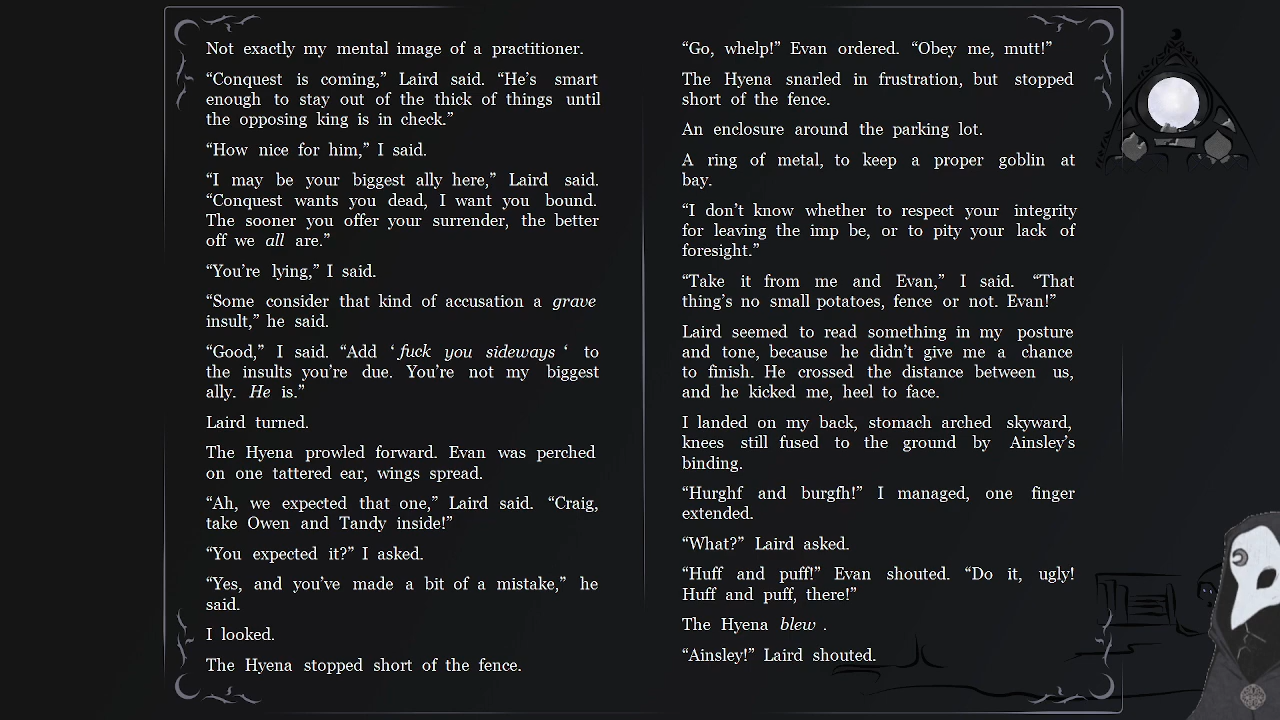 Not exactly my mental image of a practitioner.
“Conquest is coming,” Laird said. “He’s smart
enough to stay out of the thick of things until
the opposing king is in check.”
“How nice for him,” I said.
“I may be your biggest ally here,” Laird said.
“Conquest wants you dead, I want you bound.
The sooner you offer your surrender, the better
off we all are.”
“You’re lying,” I said.
“Some consider that kind of accusation a grave
insult,” he said.
“Good,” I said. “Add ‘ fuck you sideways ‘ to
the insults you’re due. You’re not my biggest
ally. He is.”
Laird turned.
The Hyena prowled forward. Evan was perched
on one tattered ear, wings spread.
“Ah, we expected that one,” Laird said. “Craig,
take Owen and Tandy inside!”
“You expected it?” I asked.
“Yes, and you’ve made a bit of a mistake,” he
said.
I looked.
The Hyena stopped short of the fence.
“Go, whelp!” Evan ordered. “Obey me, mutt!”
The Hyena snarled in frustration, but stopped
short of the fence.
An enclosure around the parking lot.
A ring of metal, to keep a proper goblin at
bay.
“I don’t know whether to respect your integrity
for leaving the imp be, or to pity your lack of
foresight.”
“Take it from me and Evan,” I said. “That
thing’s no small potatoes, fence or not. Evan!”
Laird seemed to read something in my posture
and tone, because he didn’t give me a chance
to finish. He crossed the distance between us,
and he kicked me, heel to face.
I landed on my back, stomach arched skyward,
knees still fused to the ground by Ainsley’s
binding.
“Hurghf and burgfh!” I managed, one finger
extended.
“What?” Laird asked.
“Huff and puff!” Evan shouted. “Do it, ugly!
Huff and puff, there!”
The Hyena blew .
“Ainsley!” Laird shouted.